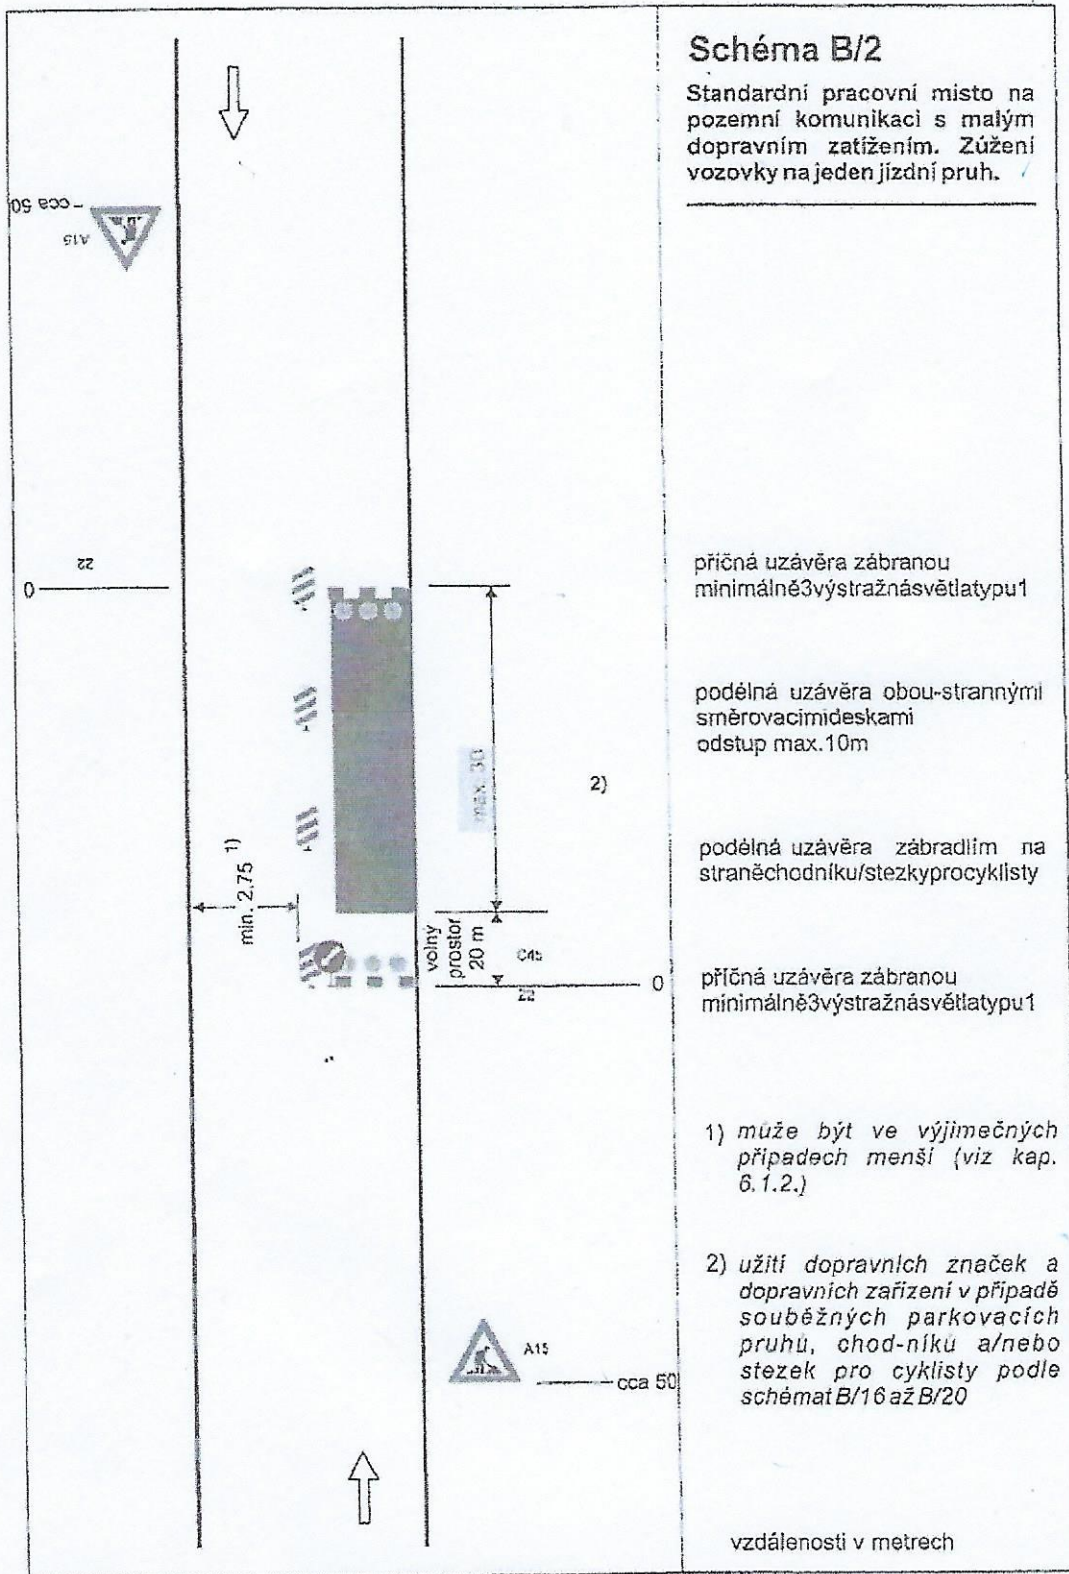 Schéma B/2
Standardní pracovní místo na
pozemní komunikaci s malým
dopravním zatížením. Zúžení
vozovky na jeden jízdní pruh.
cca 50
A15
22
0
příčná uzávěra zábranou
minimálně3výstražnásvětlatypu1
podélná uzávěra obou-strannými
směrovacímideskami
odstup max.10m
max. 30
2)
podélná uzávěra zábradlím na
straněchodníku/stezkyprocyklisty
min. 2.75 1)
volný
prostor
20 m
C4b
Z2
0
příčná uzávěra zábranou
minimálně3výstražnásvětlatypu1
1) může být ve výjimečných
případech menší (viz kap.
6.1.2.)
2) užití dopravních značek a
dopravních zařízení v případě
souběžných parkovacích
pruhů, chod-níků a/nebo
stezek pro cyklisty podle
schématB/16ažB/20
A15
cca 50
vzdálenosti v metrech